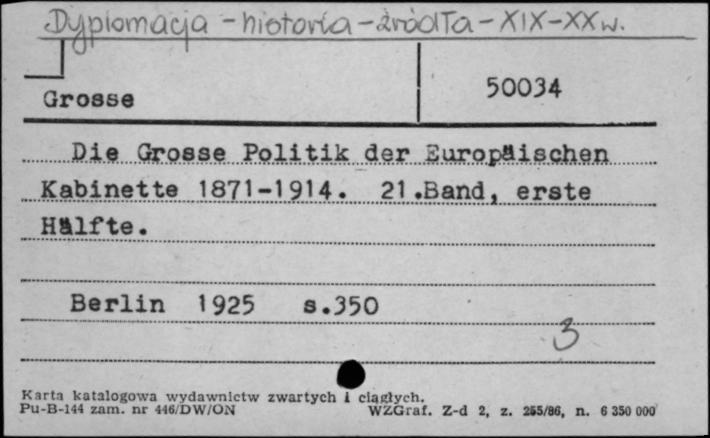 Dyplomacja - historia - źródła - XIX-XX w.
50034
Grosse
Die Grosse Politik der Europäischen
Kabinette 1871-1914. 21.Band, erste
Hälfte.
Berlin 1925 s.350
3
Karta katalogowa wydawnictw zwartych i ciągłych.
Pu-B-144 zam. nr 446/DW/ON WZGraf. Z-d 2, z. 255/86, n. 6 350 000